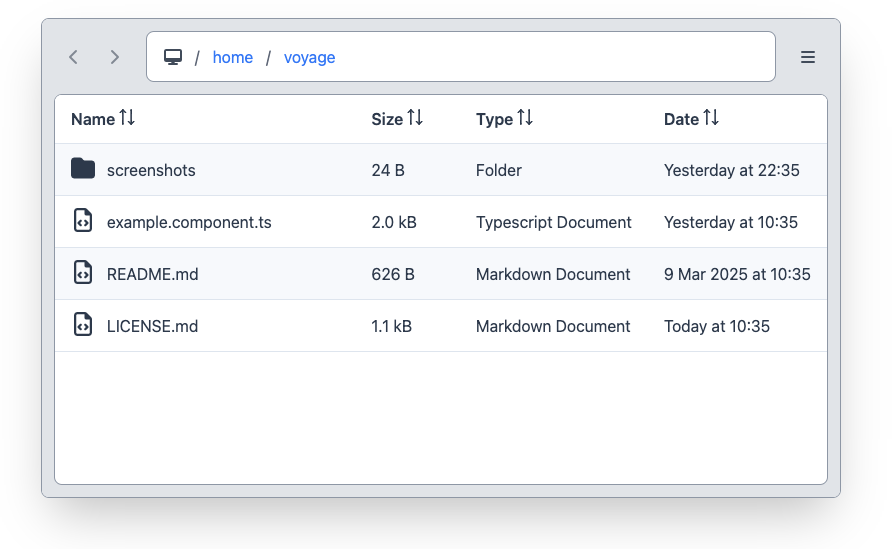 / home / voyage
Name Size Type Date
screenshots 24 B Folder Yesterday at 22:35
example.component.ts 2.0 kB Typescript Document Yesterday at 10:35
README.md 626 B Markdown Document 9 Mar 2025 at 10:35
LICENSE.md 1.1 kB Markdown Document Today at 10:35